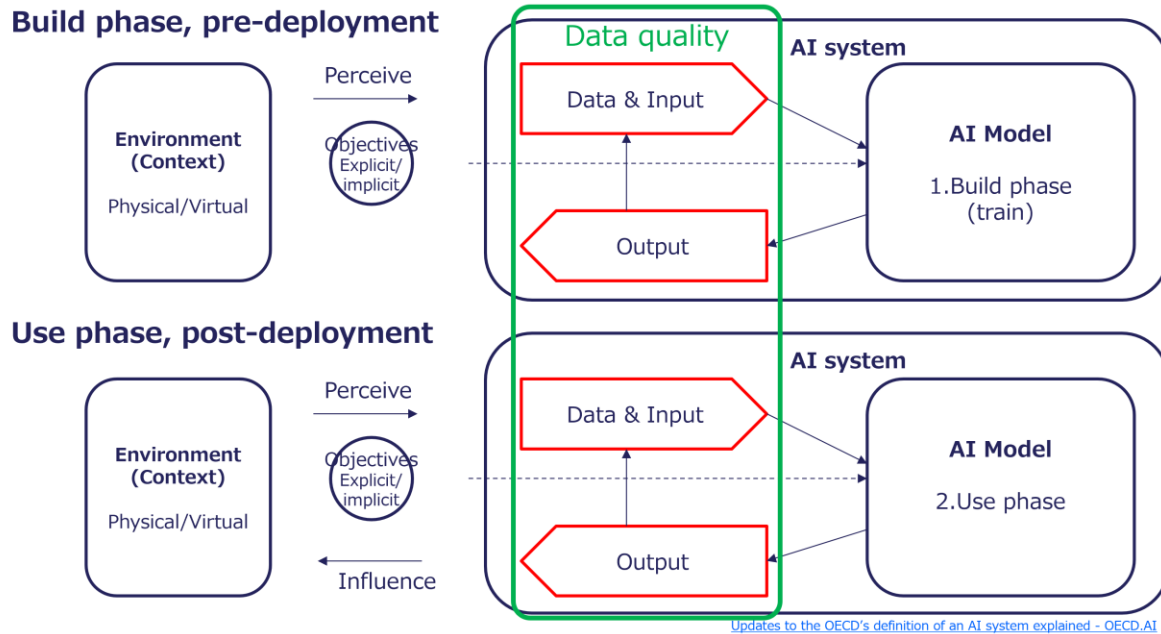 Build phase, pre-deployment
Data quality
AI system
Perceive
Data & Input
Environment
(Context)
Physical/Virtual
Objectives
Explicit/
implicit
AI Model
1.Build phase
(train)
Output
Use phase, post-deployment
AI system
Perceive
Data & Input
Environment
(Context)
Physical/Virtual
Objectives
Explicit/
implicit
AI Model
2.Use phase
Output
Influence
Updates to the OECD's definition of an AI system explained - OECD.AI